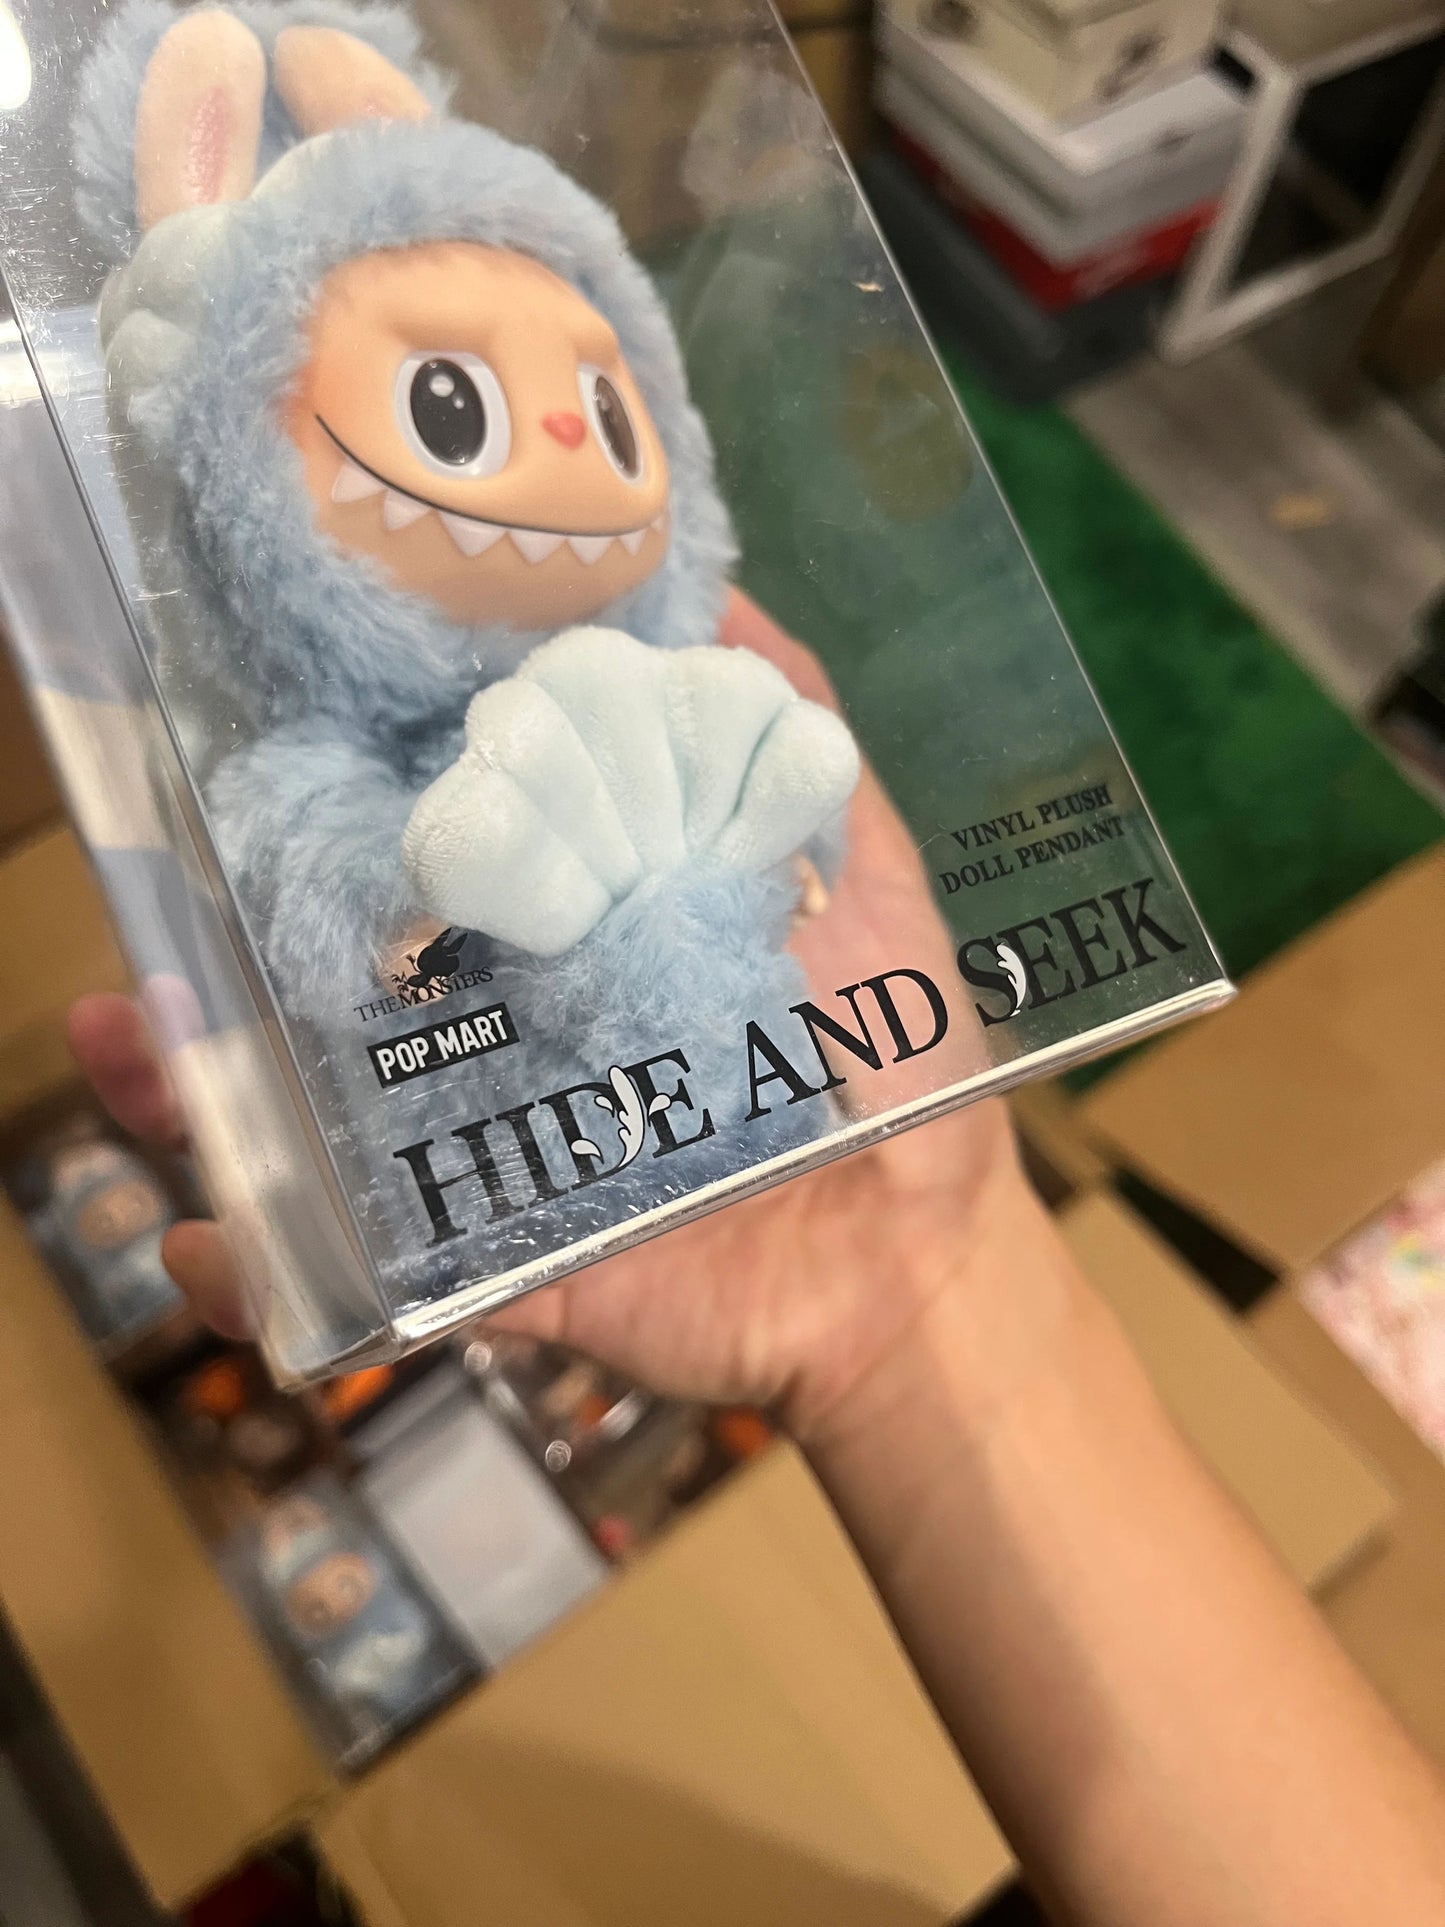 VINYL PLUSH
DOLL PENDANT
THE MONSTERS
POP MART
HIDE AND SEEK